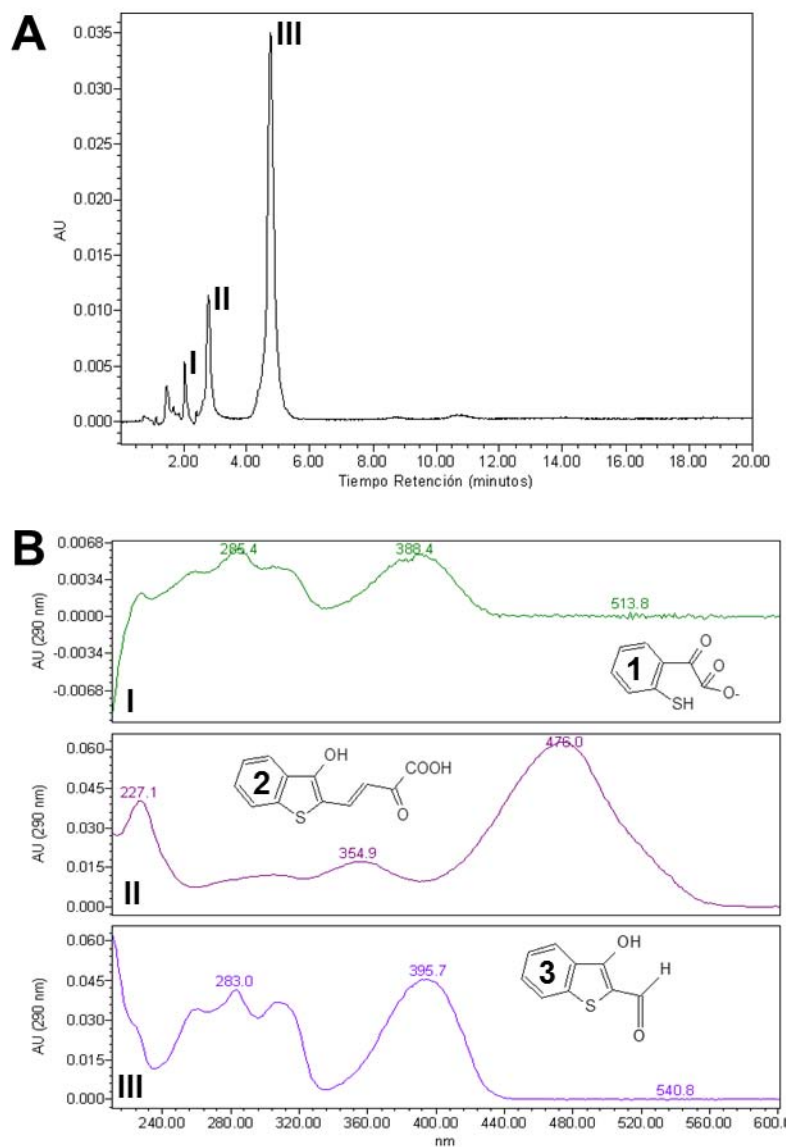 A
III
0.035
0.030
0.025
0.020
0.015
0.010
0.005
0.000
AU
II
I
2.00 4.00 6.00 8.00 10.00 12.00 14.00 16.00 18.00 20.00
Tiempo Retención (minutos)
B
0.0068
0.0034
0.0000
-0.0034
-0.0068
AU (290 nm)
285.4 388.4 513.8
1
O
O
O-
SH
I
0.060
0.045
0.030
0.015
0.000
AU (290 nm)
227.1 354.9 476.0
2
OH
COOH
S
O
II
0.060
0.045
0.030
0.015
0.000
AU (290 nm)
283.0 395.7 540.8
3
OH
H
S
O
III
240.00 280.00 320.00 360.00 400.00 440.00 480.00 520.00 560.00
nm